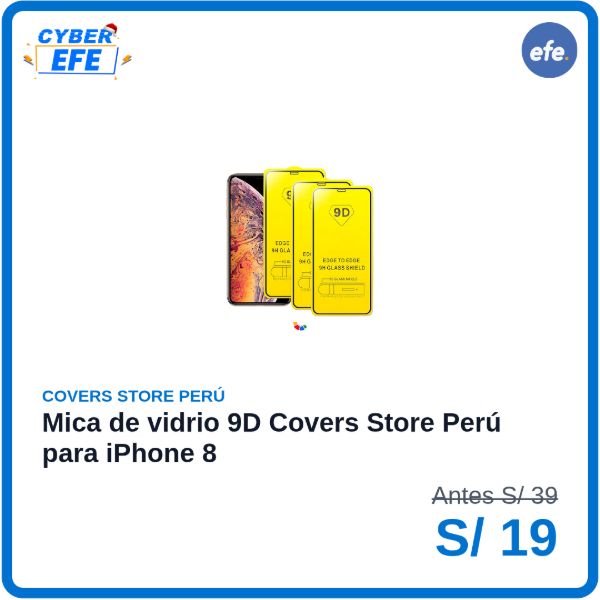 CYBER
EFE
efe.
9D
EDGE TO EDGE
9H GLASS SHIELD
COVERS STORE PERÚ
Mica de vidrio 9D Covers Store Perú
para iPhone 8
Antes S/ 39
S/ 19